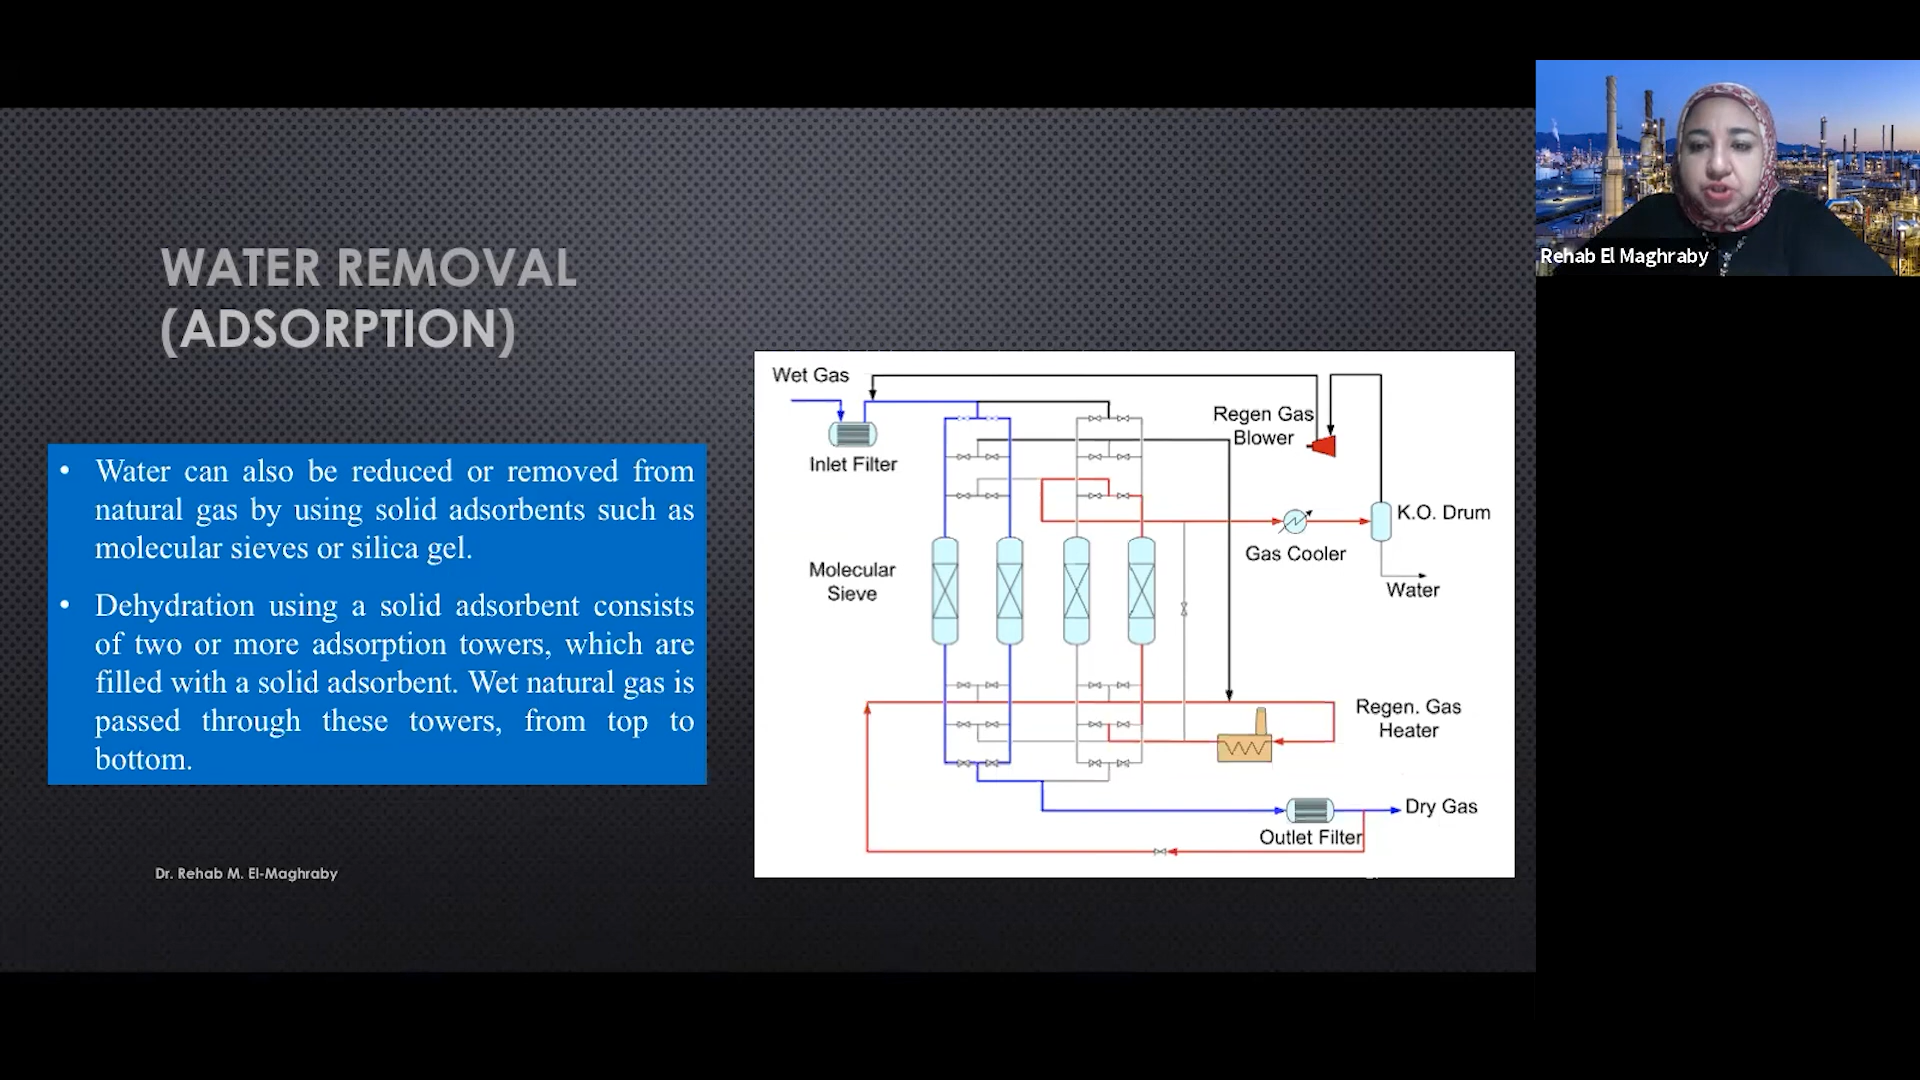 WATER REMOVAL
(ADSORPTION)
• Water can also be reduced or removed from
natural gas by using solid adsorbents such as
molecular sieves or silica gel.
• Dehydration using a solid adsorbent consists
of two or more adsorption towers, which are
filled with a solid adsorbent. Wet natural gas is
passed through these towers, from top to
bottom.
Dr. Rehab M. El-Maghraby
Wet Gas
Inlet Filter
Regen Gas
Blower
K.O. Drum
Gas Cooler
Water
Molecular
Sieve
Regen. Gas
Heater
Dry Gas
Outlet Filter
Rehab El Maghraby